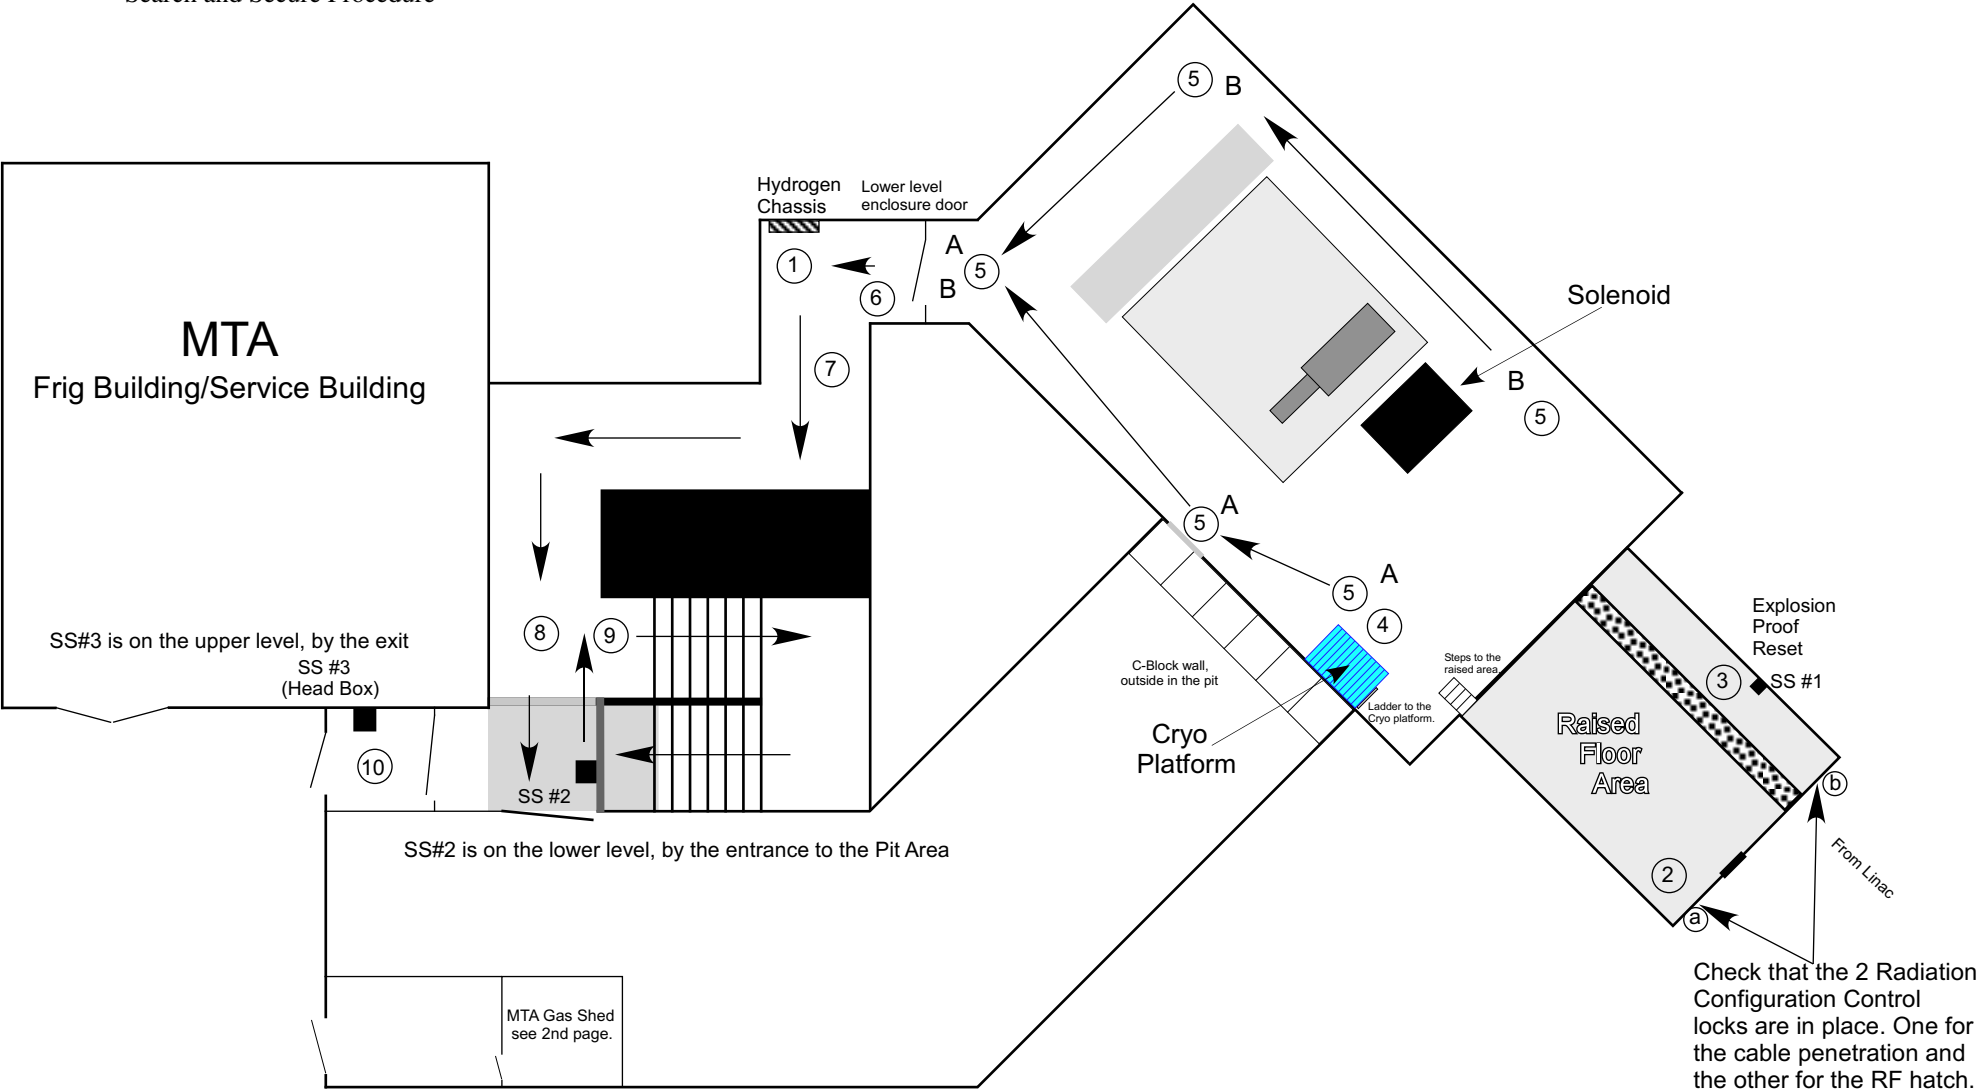 Search and Secure Procedure
5
B
Hydrogen
Chassis
Lower level
enclosure door
A
5
B
1
6
7
MTA
Frig Building/Service Building
Solenoid
B
5
A
5
A
5
4
8
9
SS#3 is on the upper level, by the exit
SS #3
(Head Box)
10
SS #2
SS#2 is on the lower level, by the entrance to the Pit Area
C-Block wall,
outside in the pit
Cryo
Platform
Steps to the
raised area.
Ladder to the
Cryo platform.
Explosion
Proof
Reset
3
SS #1
Raised
Floor
Area
b
2
a
From Linac
MTA Gas Shed
see 2nd page.
Check that the 2 Radiation
Configuration Control
locks are in place. One for
the cable penetration and
the other for the RF hatch.